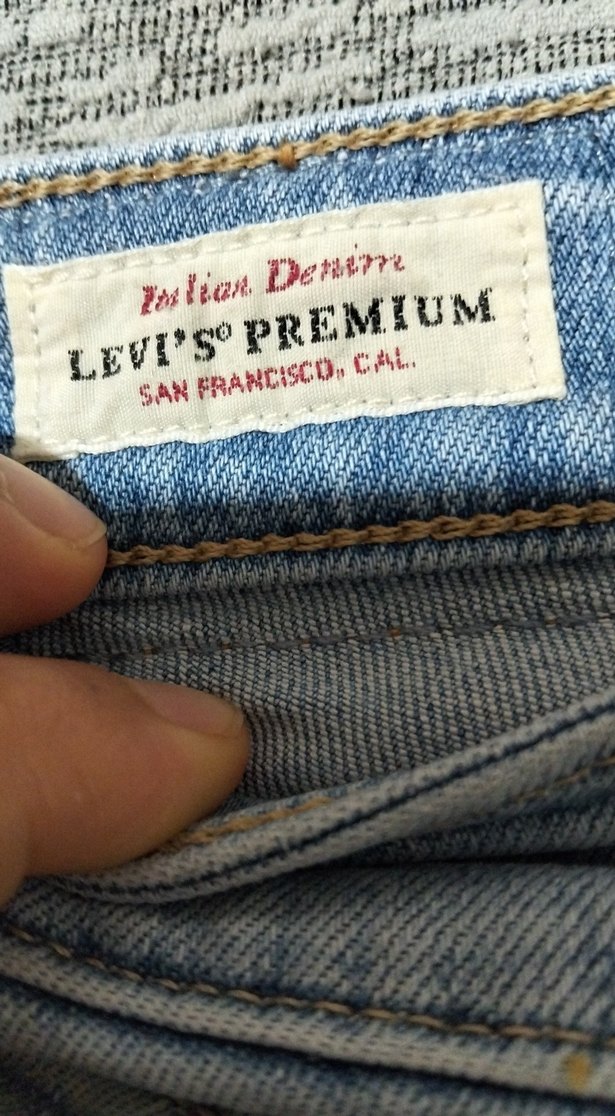 Italian Denim
LEVI'S® PREMIUM
SAN FRANCISCO, CAL.